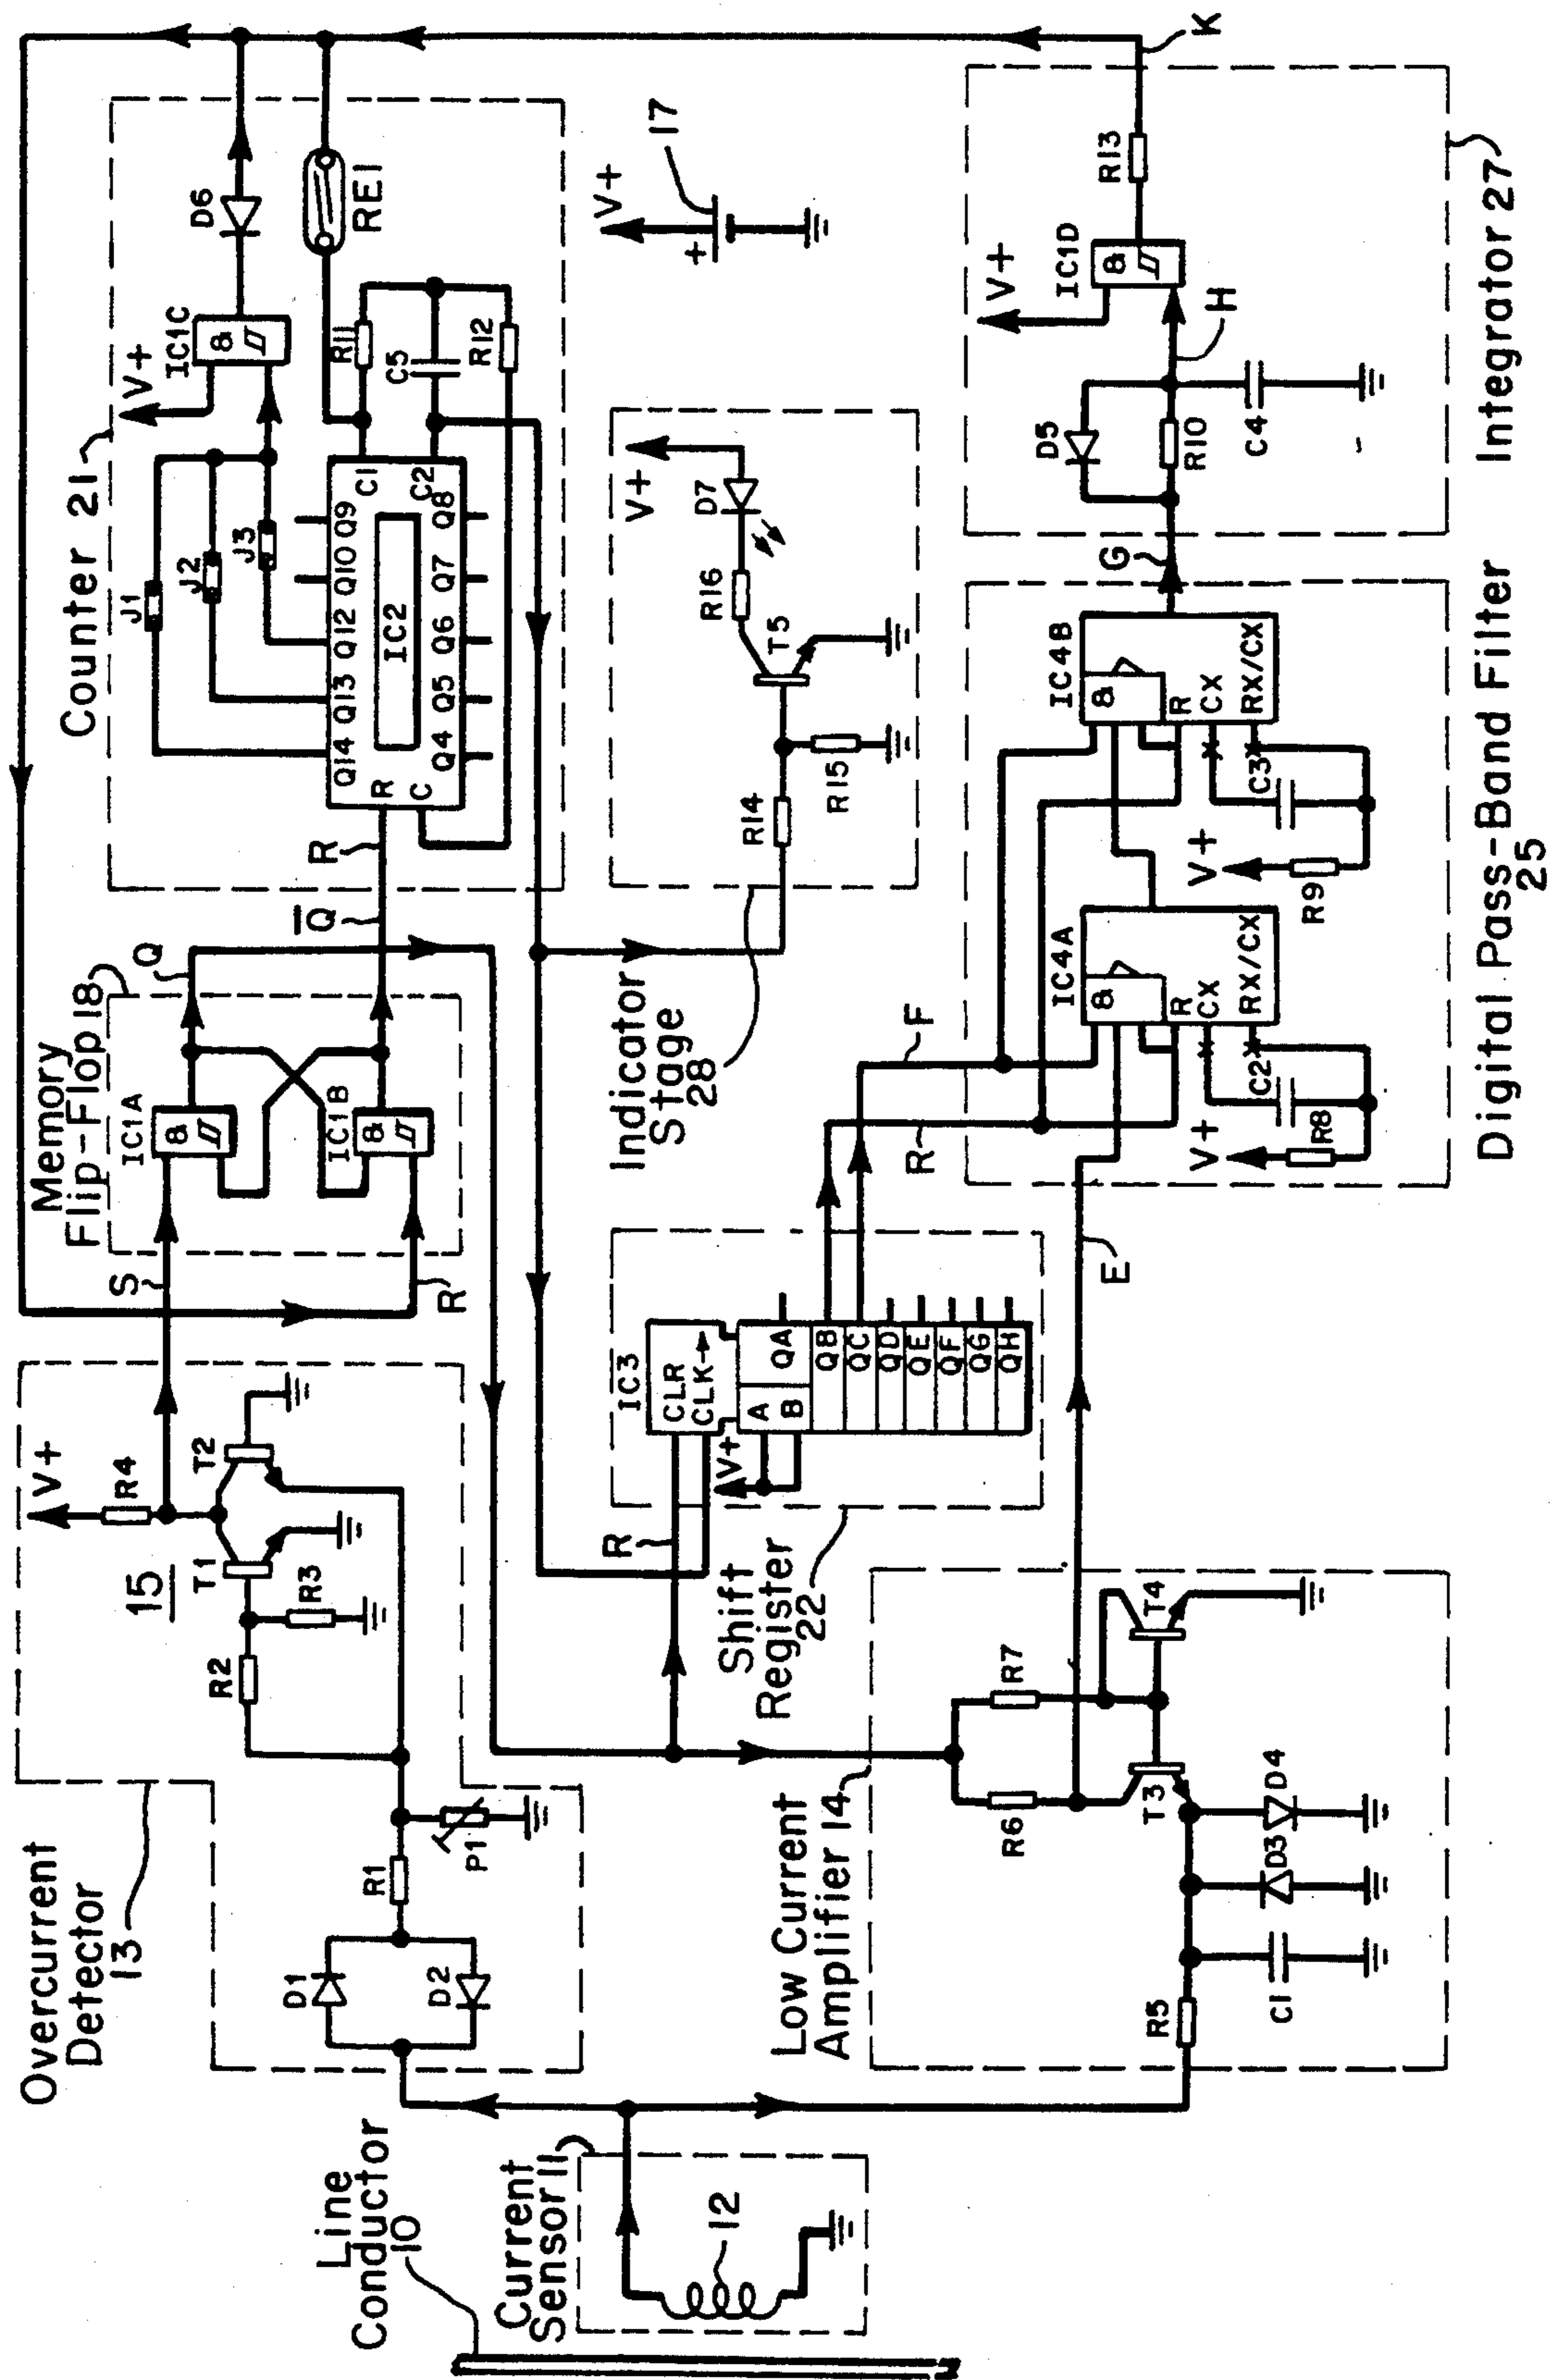 Line
Conductor
10
Current
Sensor 11
12
Overcurrent
Detector
13
D1
D2
R1
P1
R2
R3
15
T1
T2
R4
V+
S
R
Memory
Flip-Flop 18
IC1A
&
IC1B
&
Q
Q̅
R
Counter 21
J1
J2
J3
Q14
Q13
Q12
Q10
Q9
R
C
IC2
C1
C2
Q4
Q5
Q6
Q7
Q8
V+
IC1C
&
D6
RE1
R11
C5
R12
V+
+
17
Indicator
Stage
28
R14
R15
T5
R16
D7
V+
Shift
Register
22
R
IC3
CLR
CLK
V+
A
B
QA
QB
QC
QD
QE
QF
QG
QH
F
R
E
Low Current
Amplifier 14
R5
C1
D3
D4
T3
T4
R6
R7
Digital Pass-Band Filter
25
IC4A
&
R
CX
RX/CX
C2
V+
R8
IC4B
&
R
CX
RX/CX
C3
V+
R9
G
Integrator 27
D5
R10
C4
H
V+
IC1D
&
R13
K